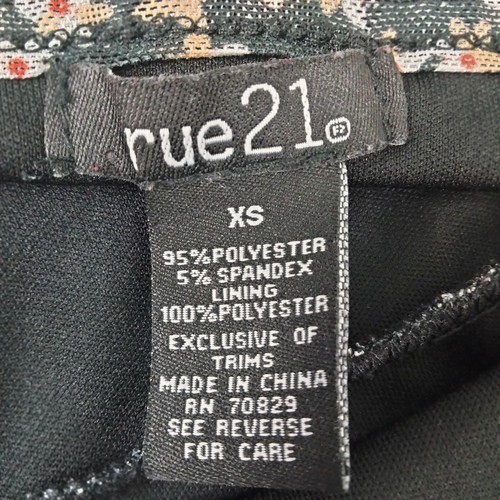 rue21
XS
95%POLYESTER
5% SPANDEX
LINING
100%POLYESTER
EXCLUSIVE OF
TRIMS
MADE IN CHINA
RN 70829
SEE REVERSE
FOR CARE